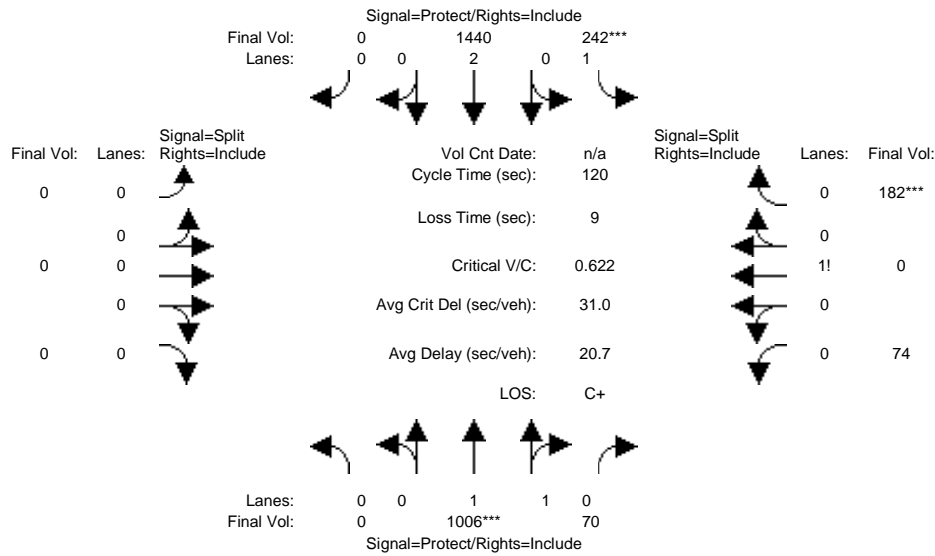 Signal=Protect/Rights=Include
Final Vol: 0 1440 242***
Lanes: 0 0 2 0 1
Signal=Split Signal=Split
Final Vol: Lanes: Rights=Include Vol Cnt Date: n/a Rights=Include Lanes: Final Vol:
Cycle Time (sec): 120
0 0 0 182***
Loss Time (sec): 9
0 0
0 0 Critical V/C: 0.622 1! 0
0 Avg Crit Del (sec/veh): 31.0 0
0 0 Avg Delay (sec/veh): 20.7 0 74
LOS: C+
Lanes: 0 0 1 1 0
Final Vol: 0 1006*** 70
Signal=Protect/Rights=Include